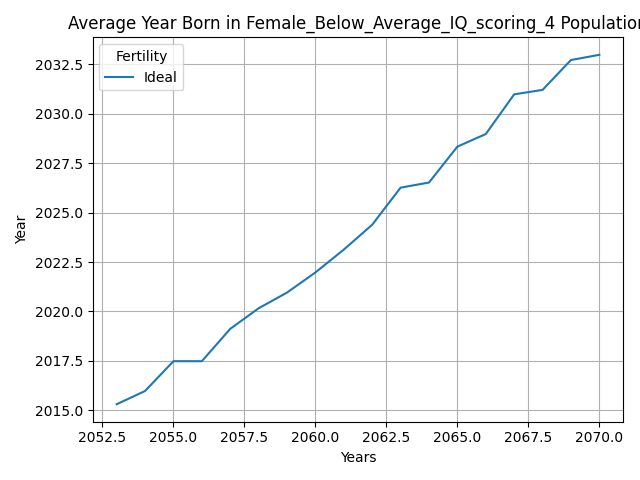 Average Year Born in Female_Below_Average_IQ_scoring_4 Population
Fertility
Ideal
Year
2032.5
2030.0
2027.5
2025.0
2022.5
2020.0
2017.5
2015.0
2052.5 2055.0 2057.5 2060.0 2062.5 2065.0 2067.5 2070.0
Years